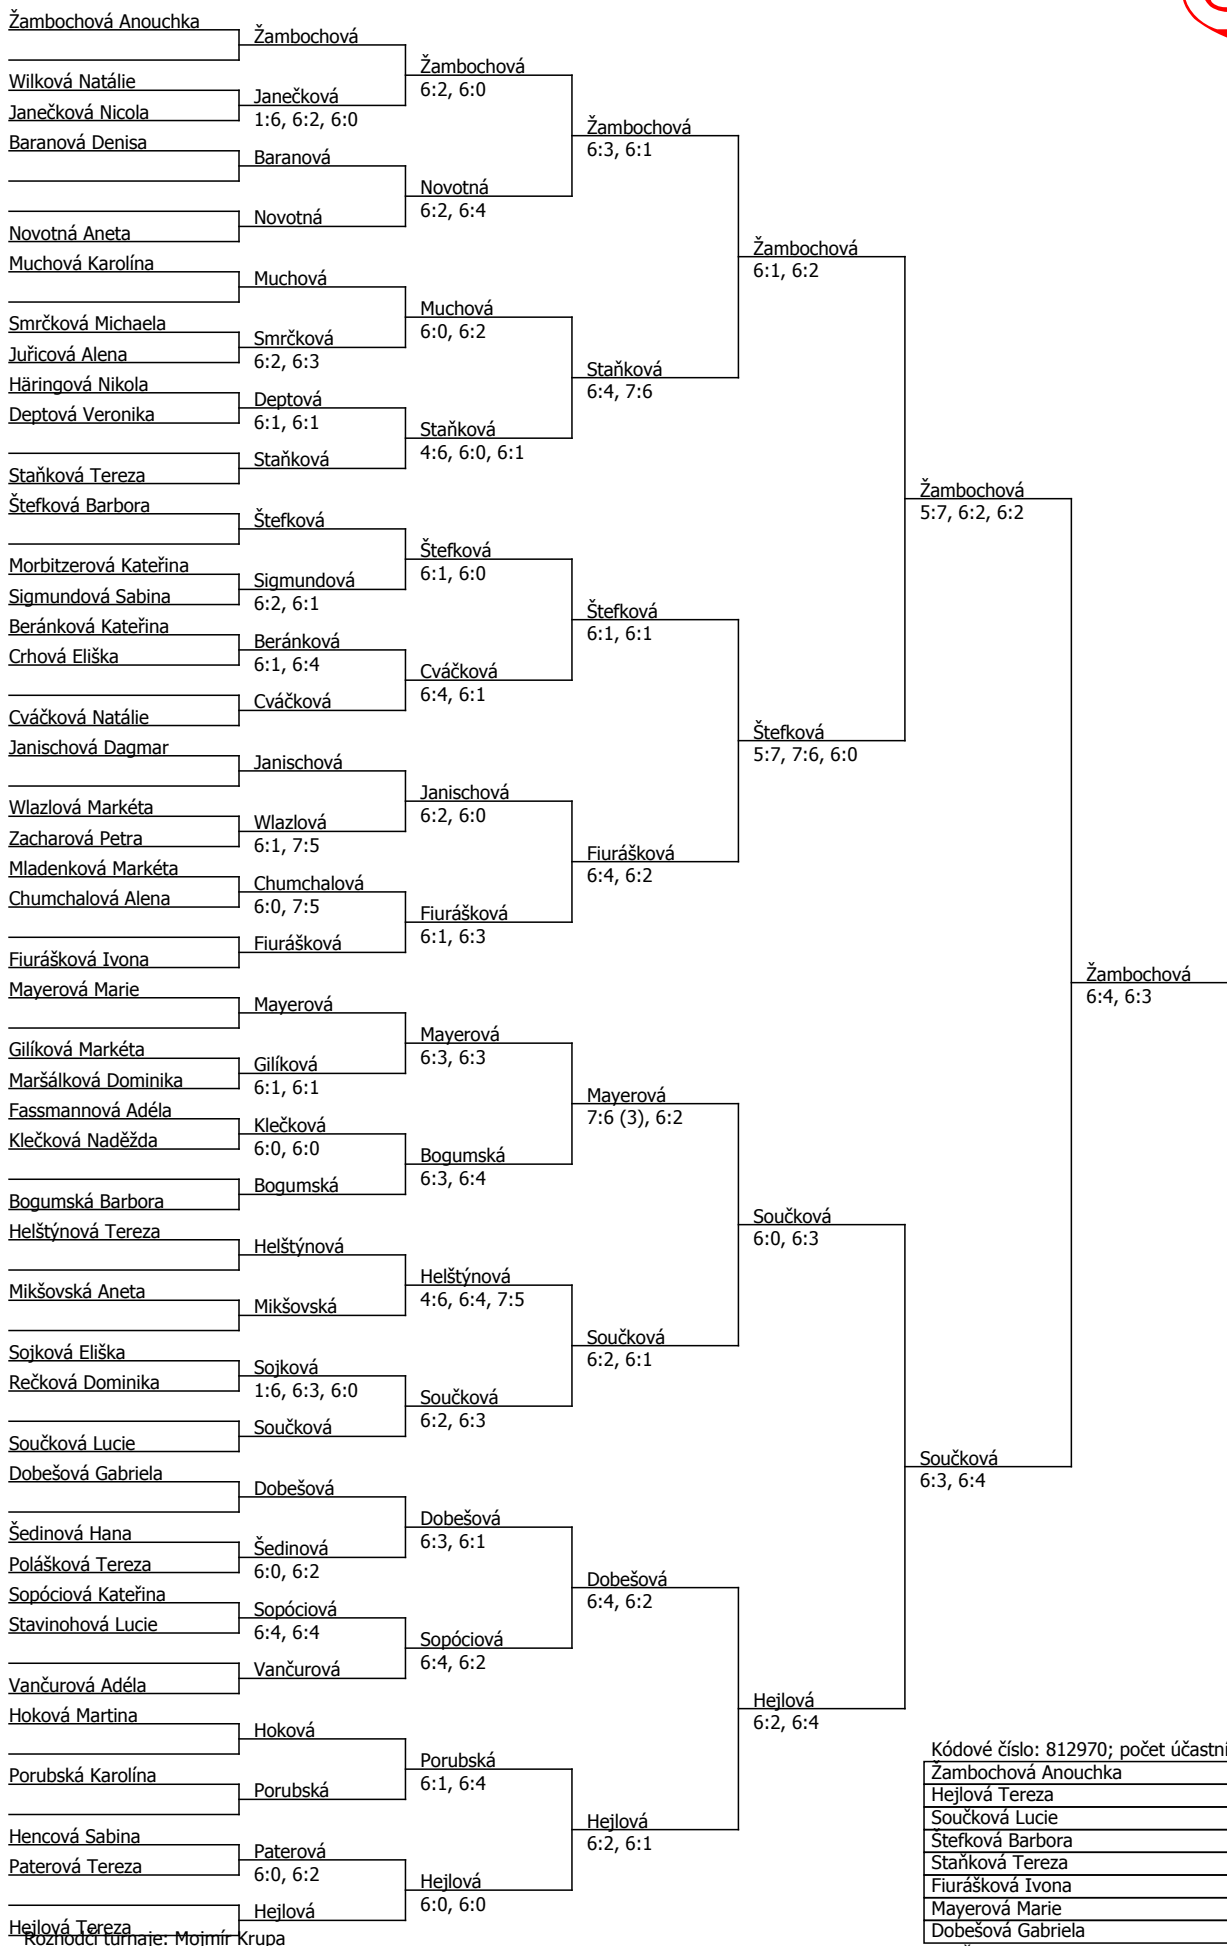 Žambochová Anouchka
Wilková Natálie
Janečková Nicola
Baranová Denisa
Novotná Aneta
Muchová Karolína
Smrčková Michaela
Juřicová Alena
Häringová Nikola
Deptová Veronika
Staňková Tereza
Štefková Barbora
Morbitzerová Kateřina
Sigmundová Sabina
Beránková Kateřina
Crhová Eliška
Cváčková Natálie
Janischová Dagmar
Wlazlová Markéta
Zacharová Petra
Mladenková Markéta
Chumchalová Alena
Fiurášková Ivona
Mayerová Marie
Gilíková Markéta
Maršálková Dominika
Fassmannová Adéla
Klečková Naděžda
Bogumská Barbora
Helštýnová Tereza
Mikšovská Aneta
Sojková Eliška
Rečková Dominika
Součková Lucie
Dobešová Gabriela
Šedinová Hana
Polášková Tereza
Sopóciová Kateřina
Stavinohová Lucie
Vančurová Adéla
Hoková Martina
Porubská Karolína
Hencová Sabina
Paterová Tereza
Hejlová Tereza
Rozhodčí turnaje: Mojmír Krupa
Žambochová
Janečková
1:6, 6:2, 6:0
Baranová
Novotná
Muchová
Smrčková
6:2, 6:3
Deptová
6:1, 6:1
Staňková
Štefková
Sigmundová
6:2, 6:1
Beránková
6:1, 6:4
Cváčková
Janischová
Wlazlová
6:1, 7:5
Chumchalová
6:0, 7:5
Fiurášková
Mayerová
Gilíková
6:1, 6:1
Klečková
6:0, 6:0
Bogumská
Helštýnová
Mikšovská
Sojková
1:6, 6:3, 6:0
Součková
Dobešová
Šedinová
6:0, 6:2
Sopóciová
6:4, 6:4
Vančurová
Hoková
Porubská
Paterová
6:0, 6:2
Hejlová
Žambochová
6:2, 6:0
Novotná
6:2, 6:4
Muchová
6:0, 6:2
Staňková
4:6, 6:0, 6:1
Štefková
6:1, 6:0
Cváčková
6:4, 6:1
Janischová
6:2, 6:0
Fiurášková
6:1, 6:3
Mayerová
6:3, 6:3
Bogumská
6:3, 6:4
Helštýnová
4:6, 6:4, 7:5
Součková
6:2, 6:3
Dobešová
6:3, 6:1
Sopóciová
6:4, 6:2
Porubská
6:1, 6:4
Hejlová
6:0, 6:0
Žambochová
6:3, 6:1
Staňková
6:4, 7:6
Štefková
6:1, 6:1
Fiurášková
6:4, 6:2
Mayerová
7:6 (3), 6:2
Součková
6:2, 6:1
Dobešová
6:4, 6:2
Hejlová
6:2, 6:1
Žambochová
6:1, 6:2
Štefková
5:7, 7:6, 6:0
Součková
6:0, 6:3
Hejlová
6:2, 6:4
Žambochová
5:7, 6:2, 6:2
Součková
6:3, 6:4
Žambochová
6:4, 6:3
Kódové číslo: 812970; počet účastni
Žambochová Anouchka
Hejlová Tereza
Součková Lucie
Štefková Barbora
Staňková Tereza
Fiurášková Ivona
Mayerová Marie
Dobešová Gabriela